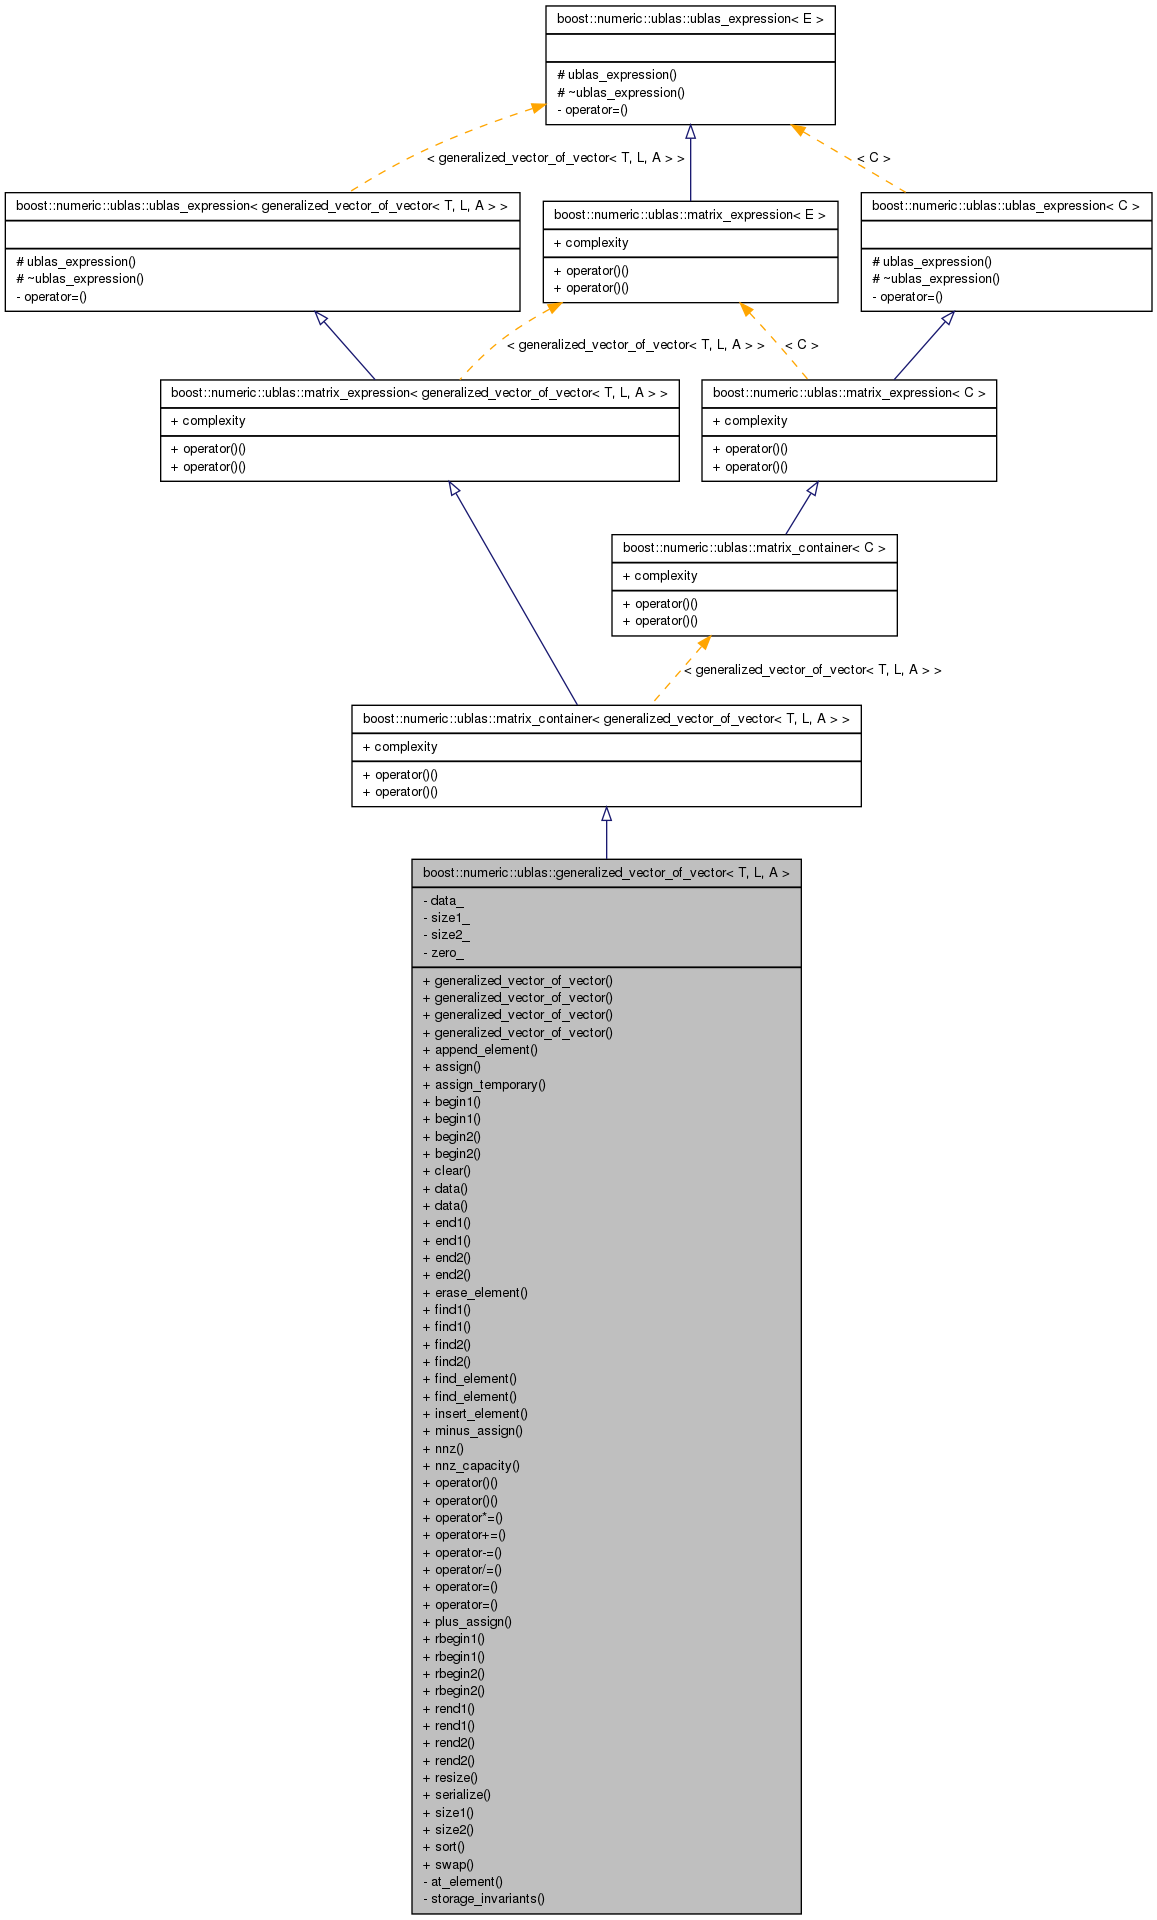 boost::numeric::ublas::ublas_expression< E >
# ublas_expression()
# ~ublas_expression()
- operator=()
< generalized_vector_of_vector< T, L, A > >
< C >
boost::numeric::ublas::ublas_expression< generalized_vector_of_vector< T, L, A > >
# ublas_expression()
# ~ublas_expression()
- operator=()
boost::numeric::ublas::matrix_expression< E >
+ complexity
+ operator()()
+ operator()()
boost::numeric::ublas::ublas_expression< C >
# ublas_expression()
# ~ublas_expression()
- operator=()
< generalized_vector_of_vector< T, L, A > >
< C >
boost::numeric::ublas::matrix_expression< generalized_vector_of_vector< T, L, A > >
+ complexity
+ operator()()
+ operator()()
boost::numeric::ublas::matrix_expression< C >
+ complexity
+ operator()()
+ operator()()
boost::numeric::ublas::matrix_container< C >
+ complexity
+ operator()()
+ operator()()
< generalized_vector_of_vector< T, L, A > >
boost::numeric::ublas::matrix_container< generalized_vector_of_vector< T, L, A > >
+ complexity
+ operator()()
+ operator()()
boost::numeric::ublas::generalized_vector_of_vector< T, L, A >
- data_
- size1_
- size2_
- zero_
+ generalized_vector_of_vector()
+ generalized_vector_of_vector()
+ generalized_vector_of_vector()
+ generalized_vector_of_vector()
+ append_element()
+ assign()
+ assign_temporary()
+ begin1()
+ begin1()
+ begin2()
+ begin2()
+ clear()
+ data()
+ data()
+ end1()
+ end1()
+ end2()
+ end2()
+ erase_element()
+ find1()
+ find1()
+ find2()
+ find2()
+ find_element()
+ find_element()
+ insert_element()
+ minus_assign()
+ nnz()
+ nnz_capacity()
+ operator()()
+ operator()()
+ operator*=()
+ operator+=()
+ operator-=()
+ operator/=()
+ operator=()
+ operator=()
+ plus_assign()
+ rbegin1()
+ rbegin1()
+ rbegin2()
+ rbegin2()
+ rend1()
+ rend1()
+ rend2()
+ rend2()
+ resize()
+ serialize()
+ size1()
+ size2()
+ sort()
+ swap()
- at_element()
- storage_invariants()